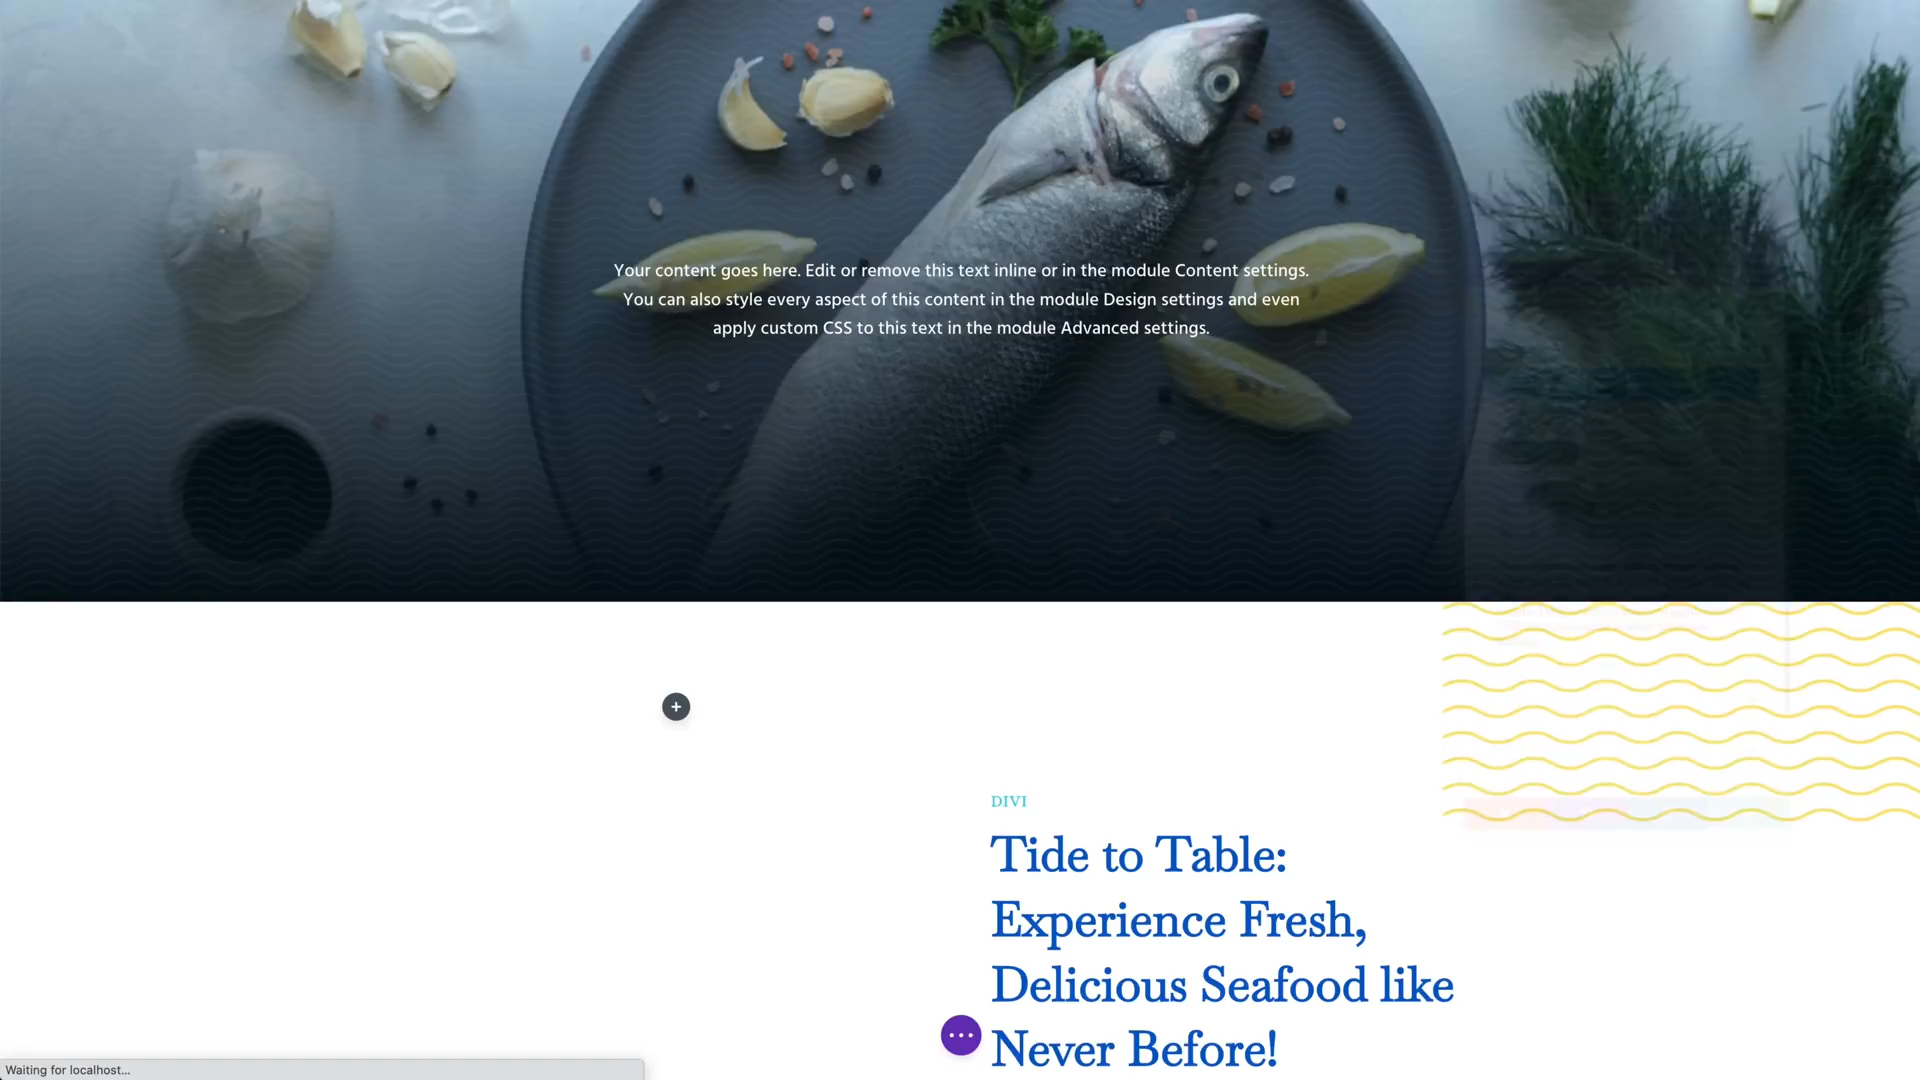 Your content goes here. Edit or remove this text inline or in the module Content settings.
You can also style every aspect of this content in the module Design settings and even
apply custom CSS to this text in the module Advanced settings.
DIVI
Tide to Table:
Experience Fresh,
Delicious Seafood like
Never Before!
Waiting for localhost...